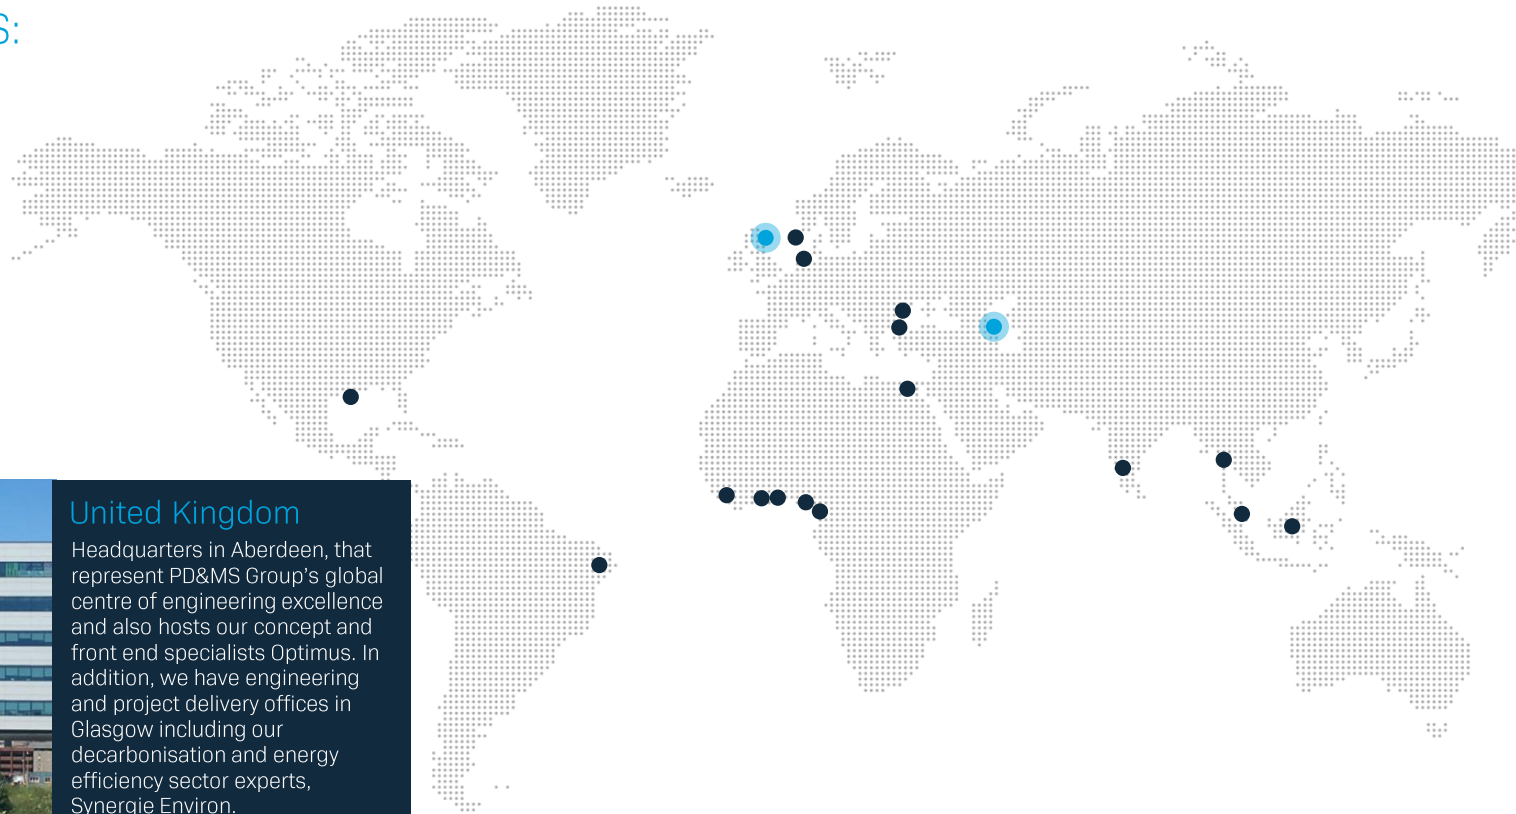 S:
United Kingdom
Headquarters in Aberdeen, that
represent PD&MS Group's global
centre of engineering excellence
and also hosts our concept and
front end specialists Optimus. In
addition, we have engineering
and project delivery offices in
Glasgow including our
decarbonisation and energy
efficiency sector experts,
Synergie Environ.